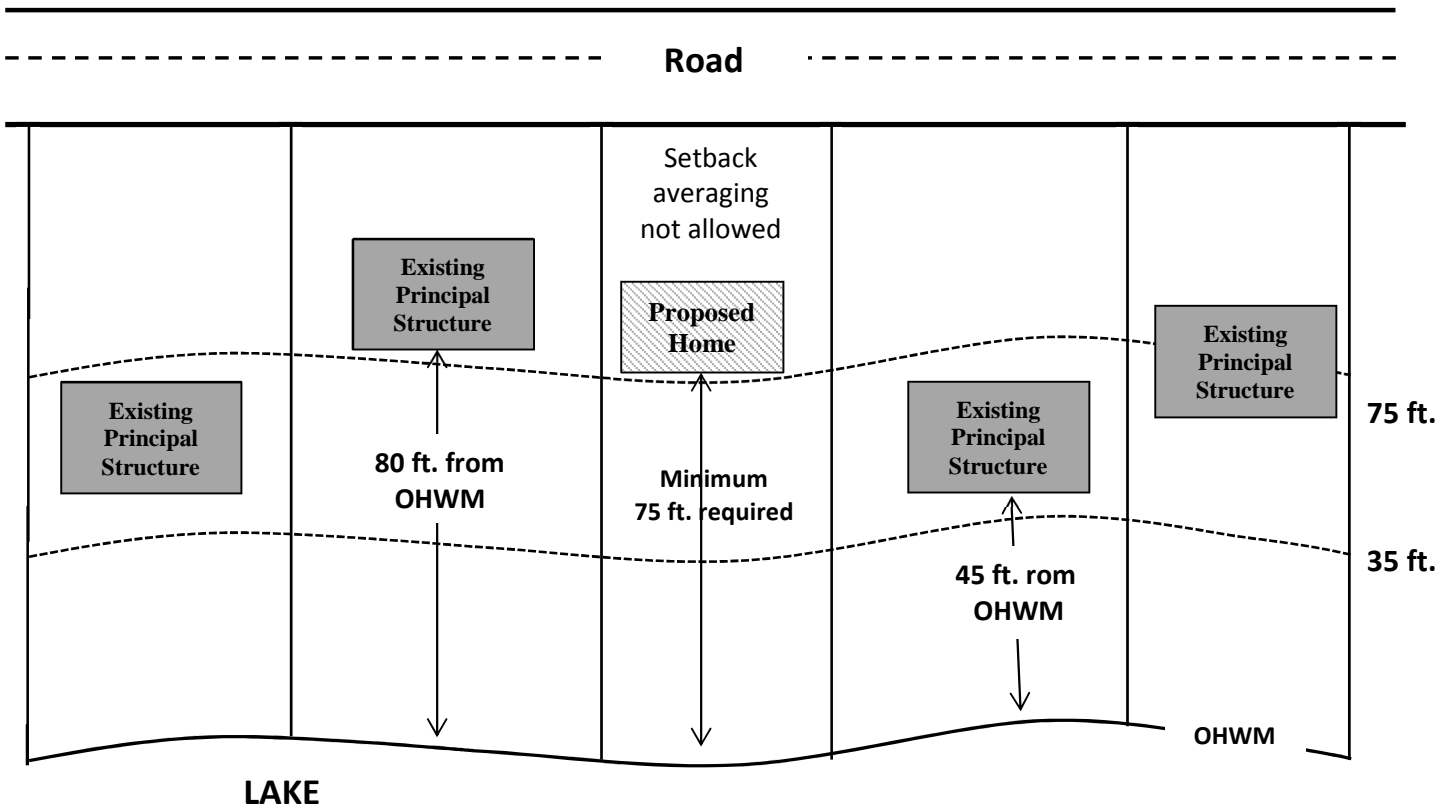 Road
Setback
averaging
not allowed
Existing
Principal
Structure
Proposed
Home
Existing
Principal
Structure
Existing
Principal
Structure
Existing
Principal
Structure
75 ft.
80 ft. from
OHWM
Minimum
75 ft. required
35 ft.
45 ft. rom
OHWM
OHWM
LAKE